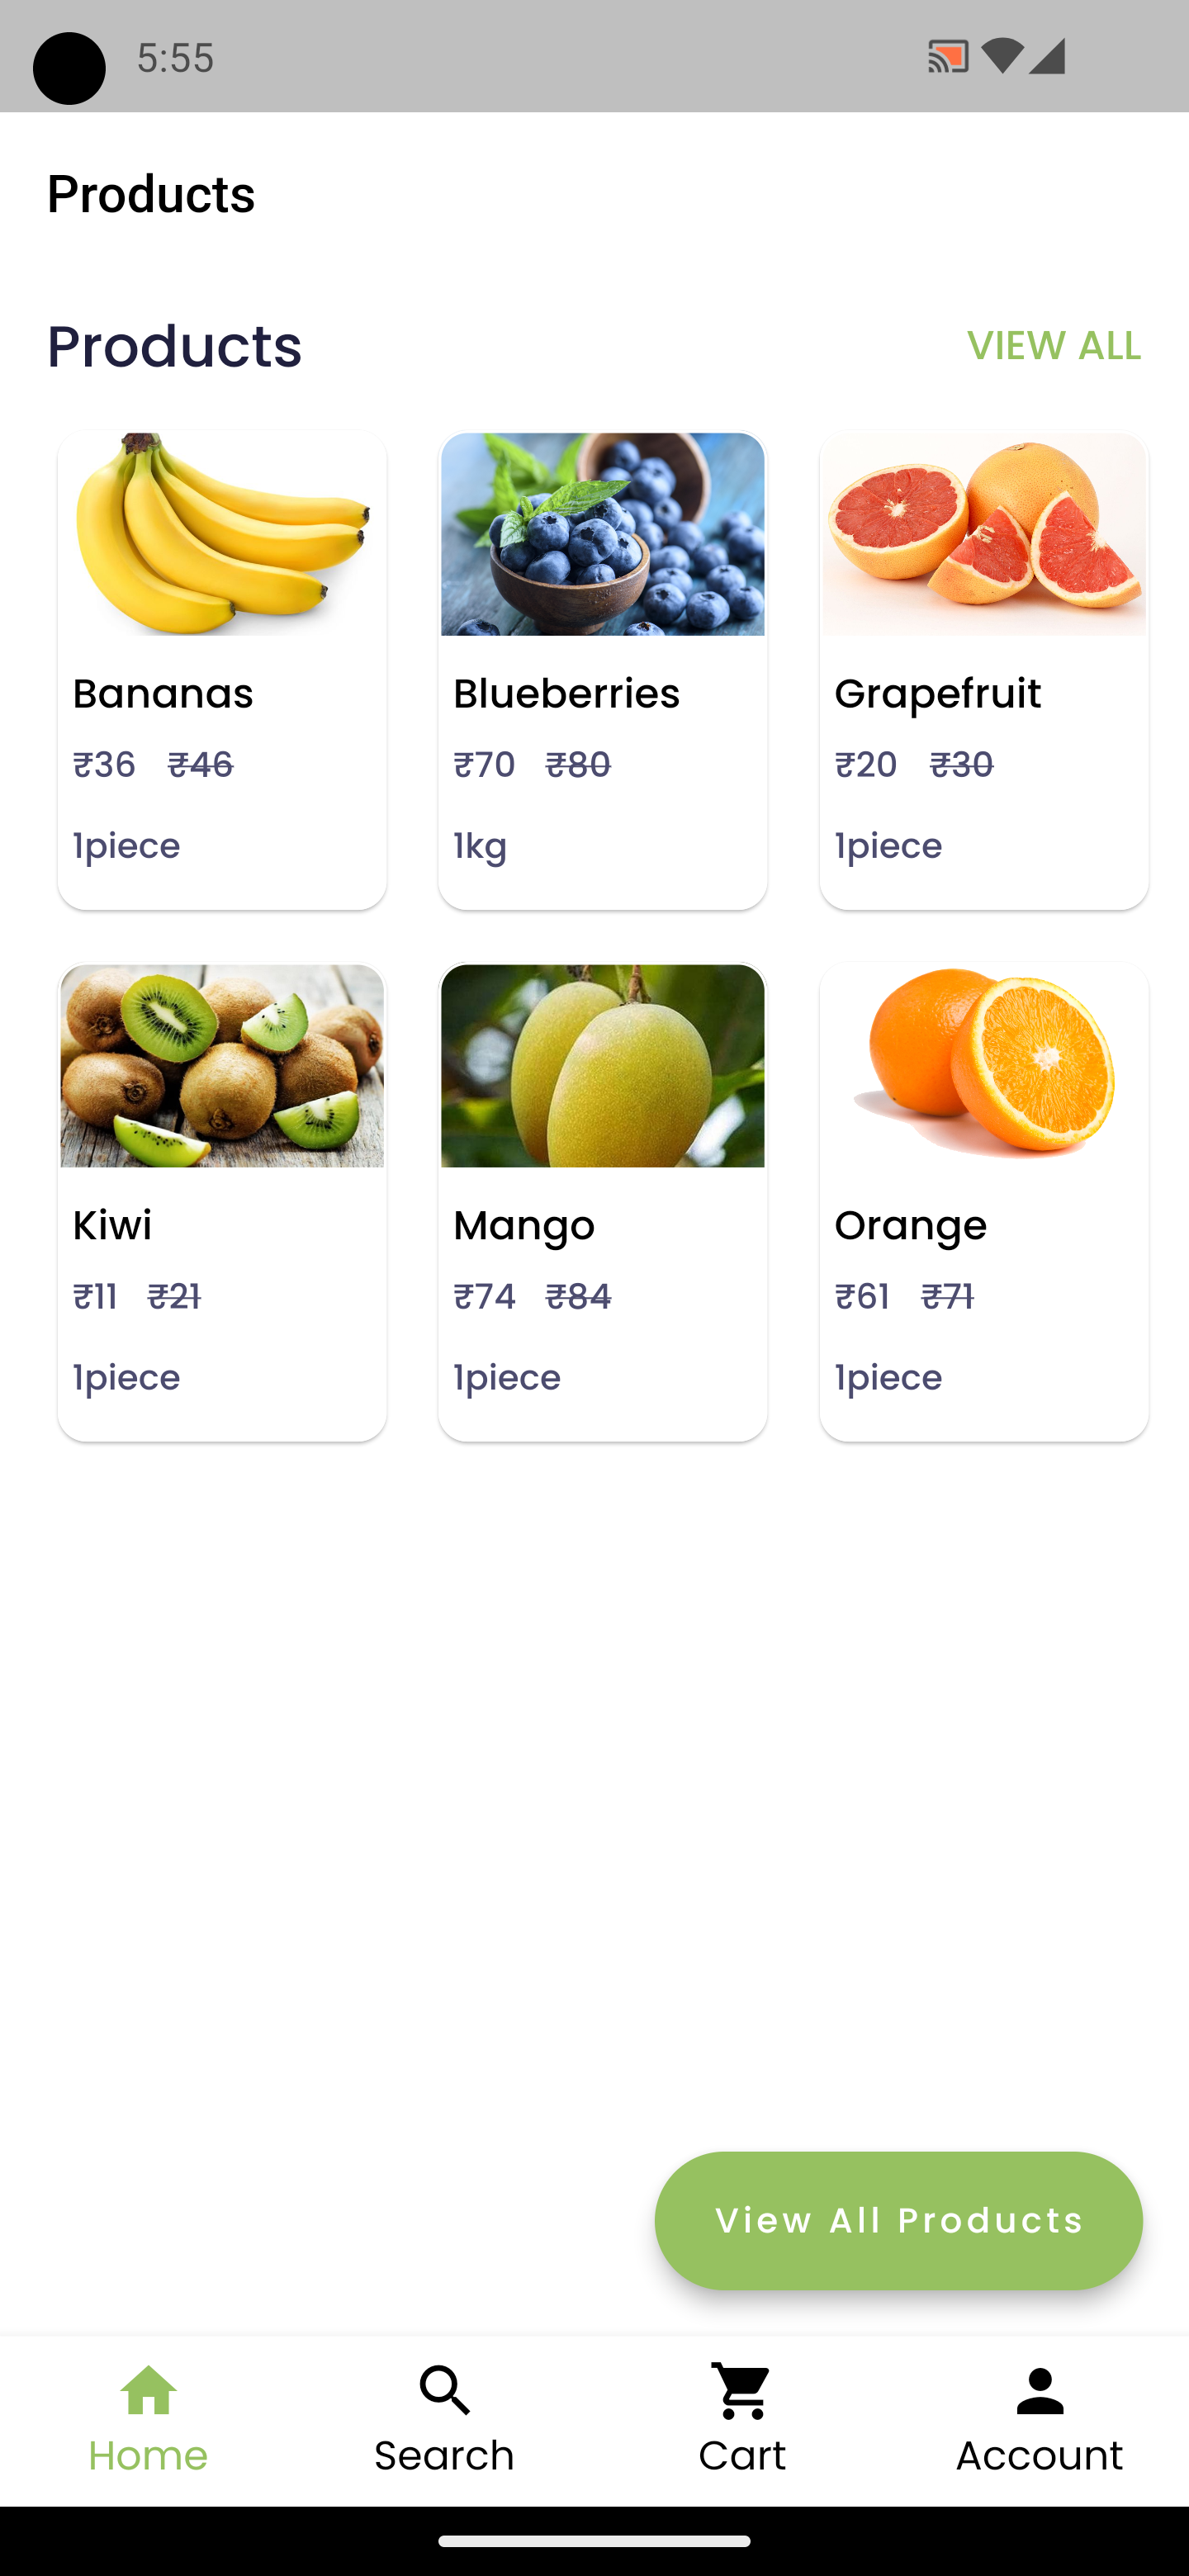 5:55
Products
Products VIEW ALL
Bananas Blueberries Grapefruit
₹36 ₹46 ₹70 ₹80 ₹20 ₹30
1piece 1kg 1piece
Kiwi Mango Orange
₹11 ₹21 ₹74 ₹84 ₹61 ₹71
1piece 1piece 1piece
View All Products
Home Search Cart Account